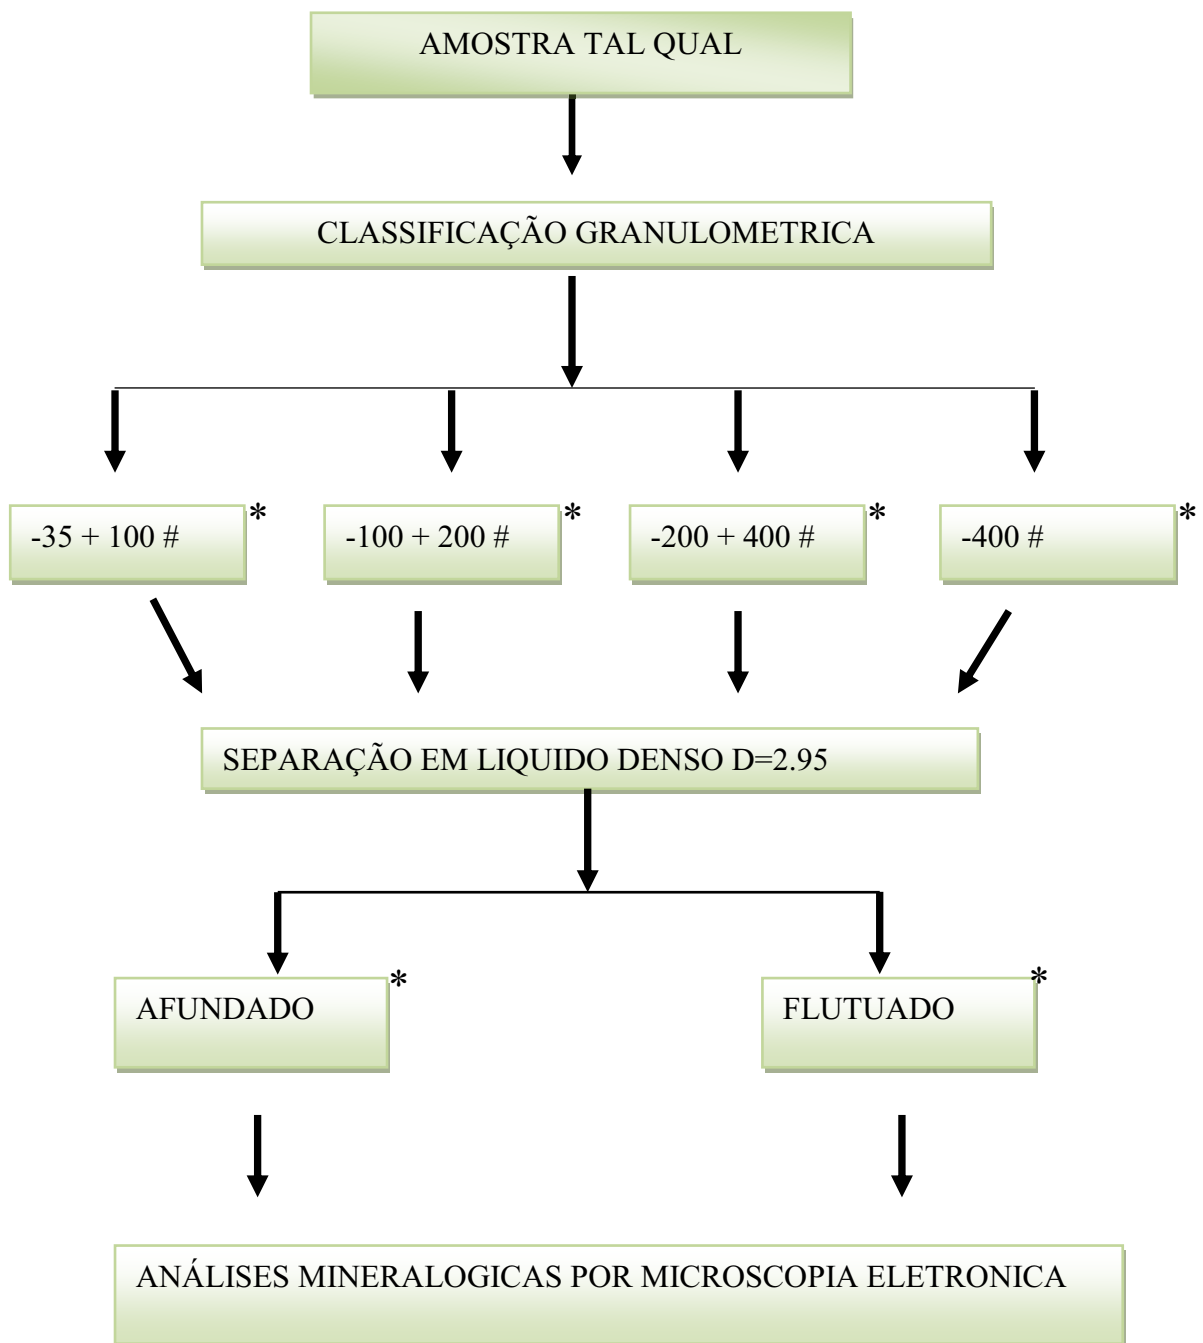 AMOSTRA TAL QUAL
CLASSIFICAÇÃO GRANULOMETRICA
-35 + 100 # *
-100 + 200 # *
-200 + 400 # *
-400 # *
SEPARAÇÃO EM LIQUIDO DENSO D=2.95
AFUNDADO *
FLUTUADO *
ANÁLISES MINERALOGICAS POR MICROSCOPIA ELETRONICA